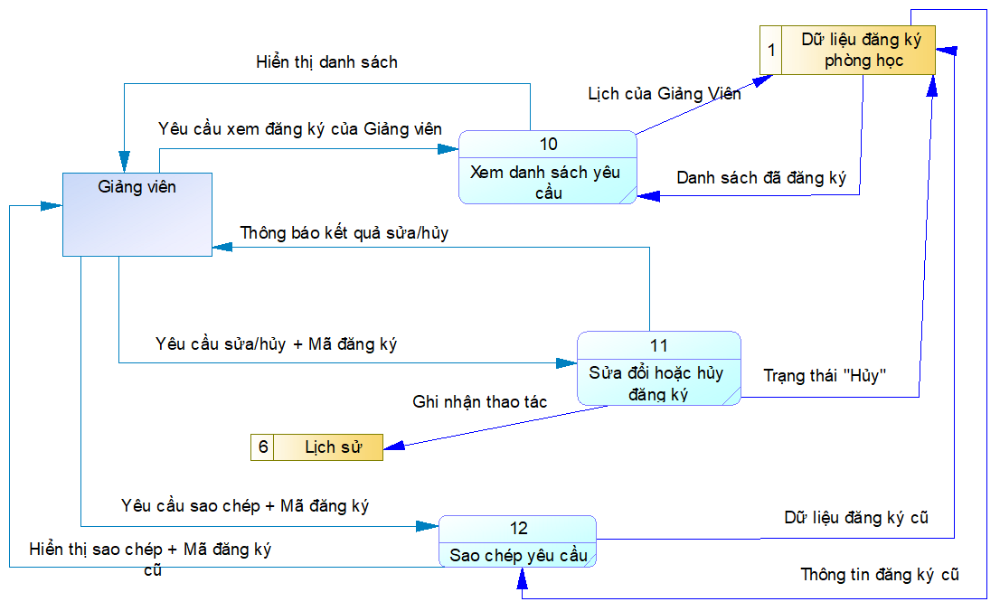 Dữ liệu đăng ký
1
phòng học
Hiển thị danh sách
Lịch của Giảng Viên
Yêu cầu xem đăng ký của Giảng viên
10
Xem danh sách yêu
cầu
Danh sách đã đăng ký
Giảng viên
Thông báo kết quả sửa/hủy
Yêu cầu sửa/hủy + Mã đăng ký
11
Sửa đổi hoặc hủy
đăng ký
Trạng thái "Hủy"
Ghi nhận thao tác
6 Lịch sử
Yêu cầu sao chép + Mã đăng ký
12
Sao chép yêu cầu
Dữ liệu đăng ký cũ
Hiển thị sao chép + Mã đăng ký
cũ
Thông tin đăng ký cũ